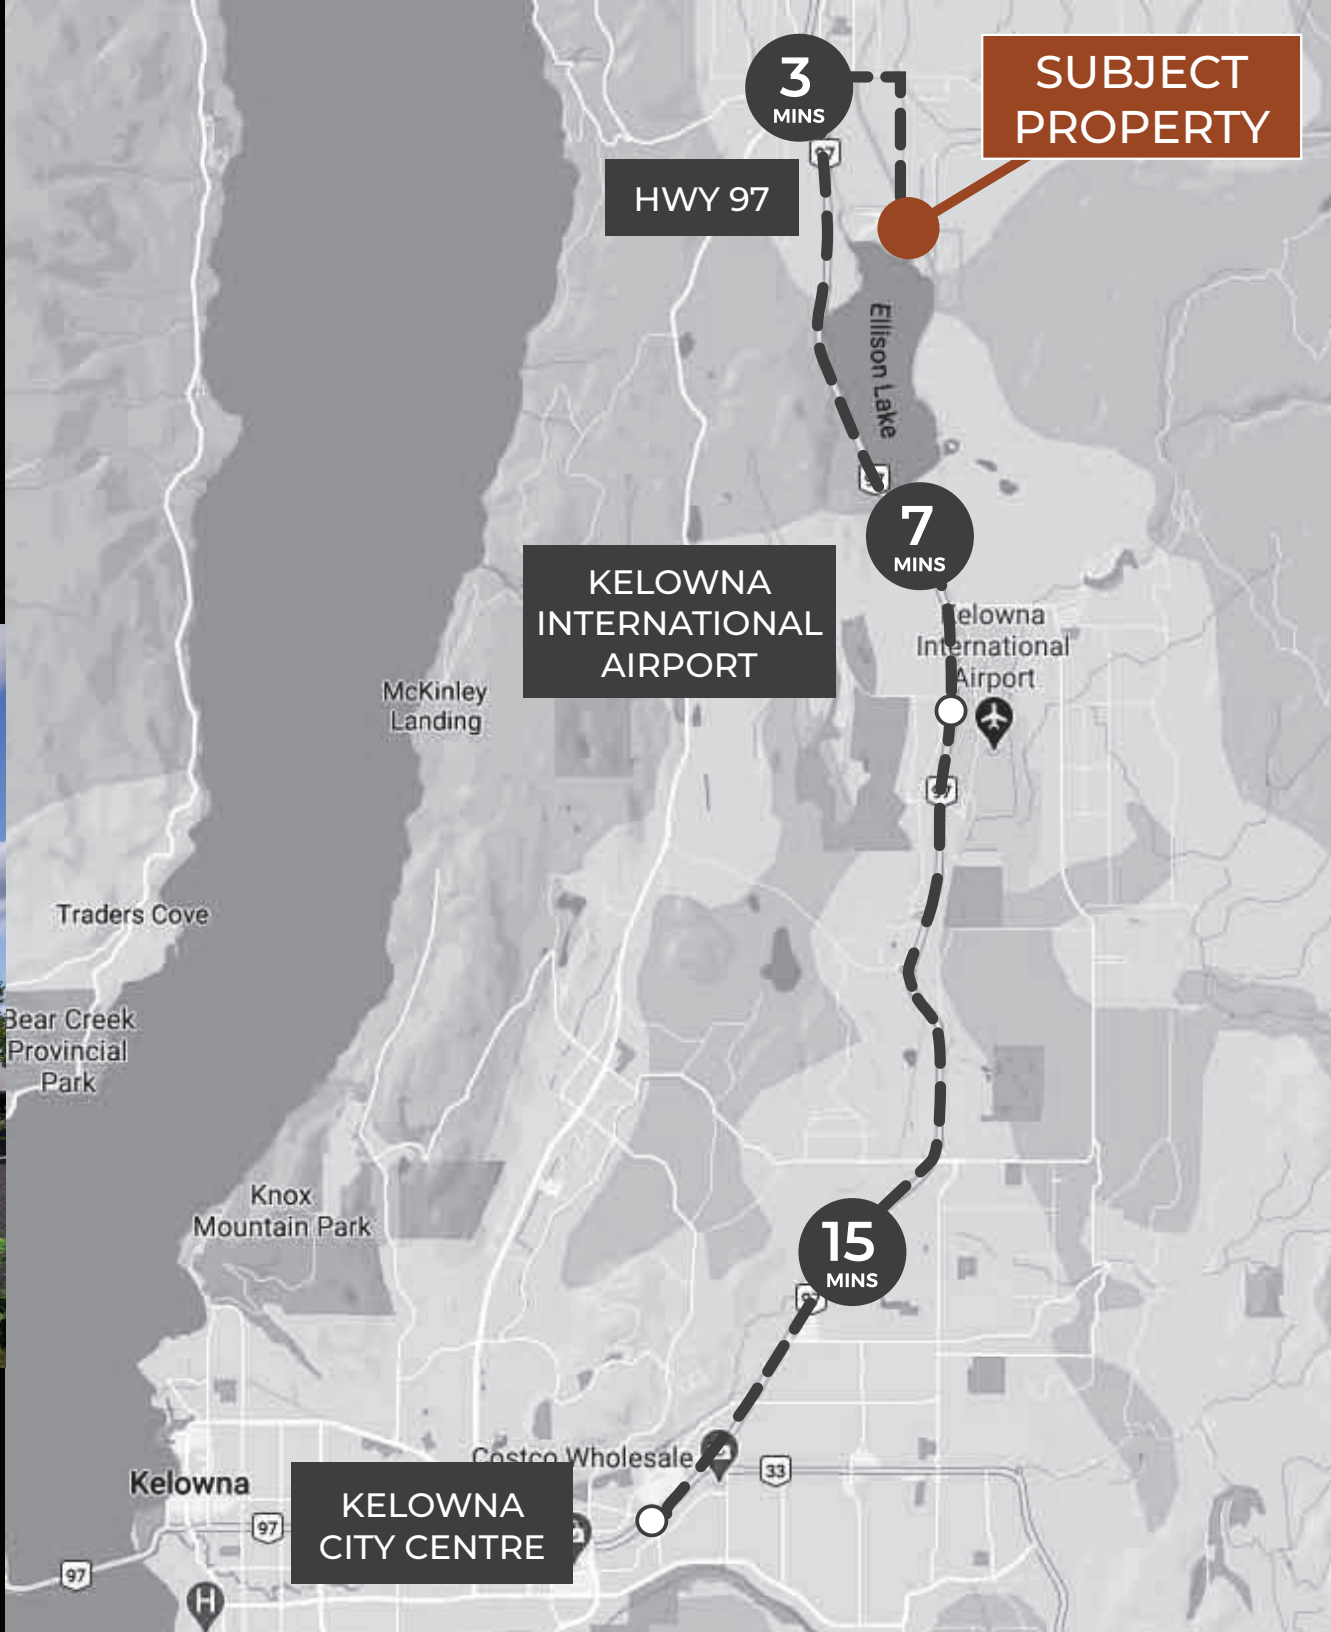 3
MINS
SUBJECT
PROPERTY
97
HWY 97
Ellison Lake
97
7
MINS
KELOWNA
INTERNATIONAL
AIRPORT
Kelowna
International
Airport
McKinley
Landing
97
Traders Cove
Bear Creek
Provincial
Park
Knox
Mountain Park
15
MINS
97
Costco Wholesale
33
Kelowna
KELOWNA
CITY CENTRE
97
97
H